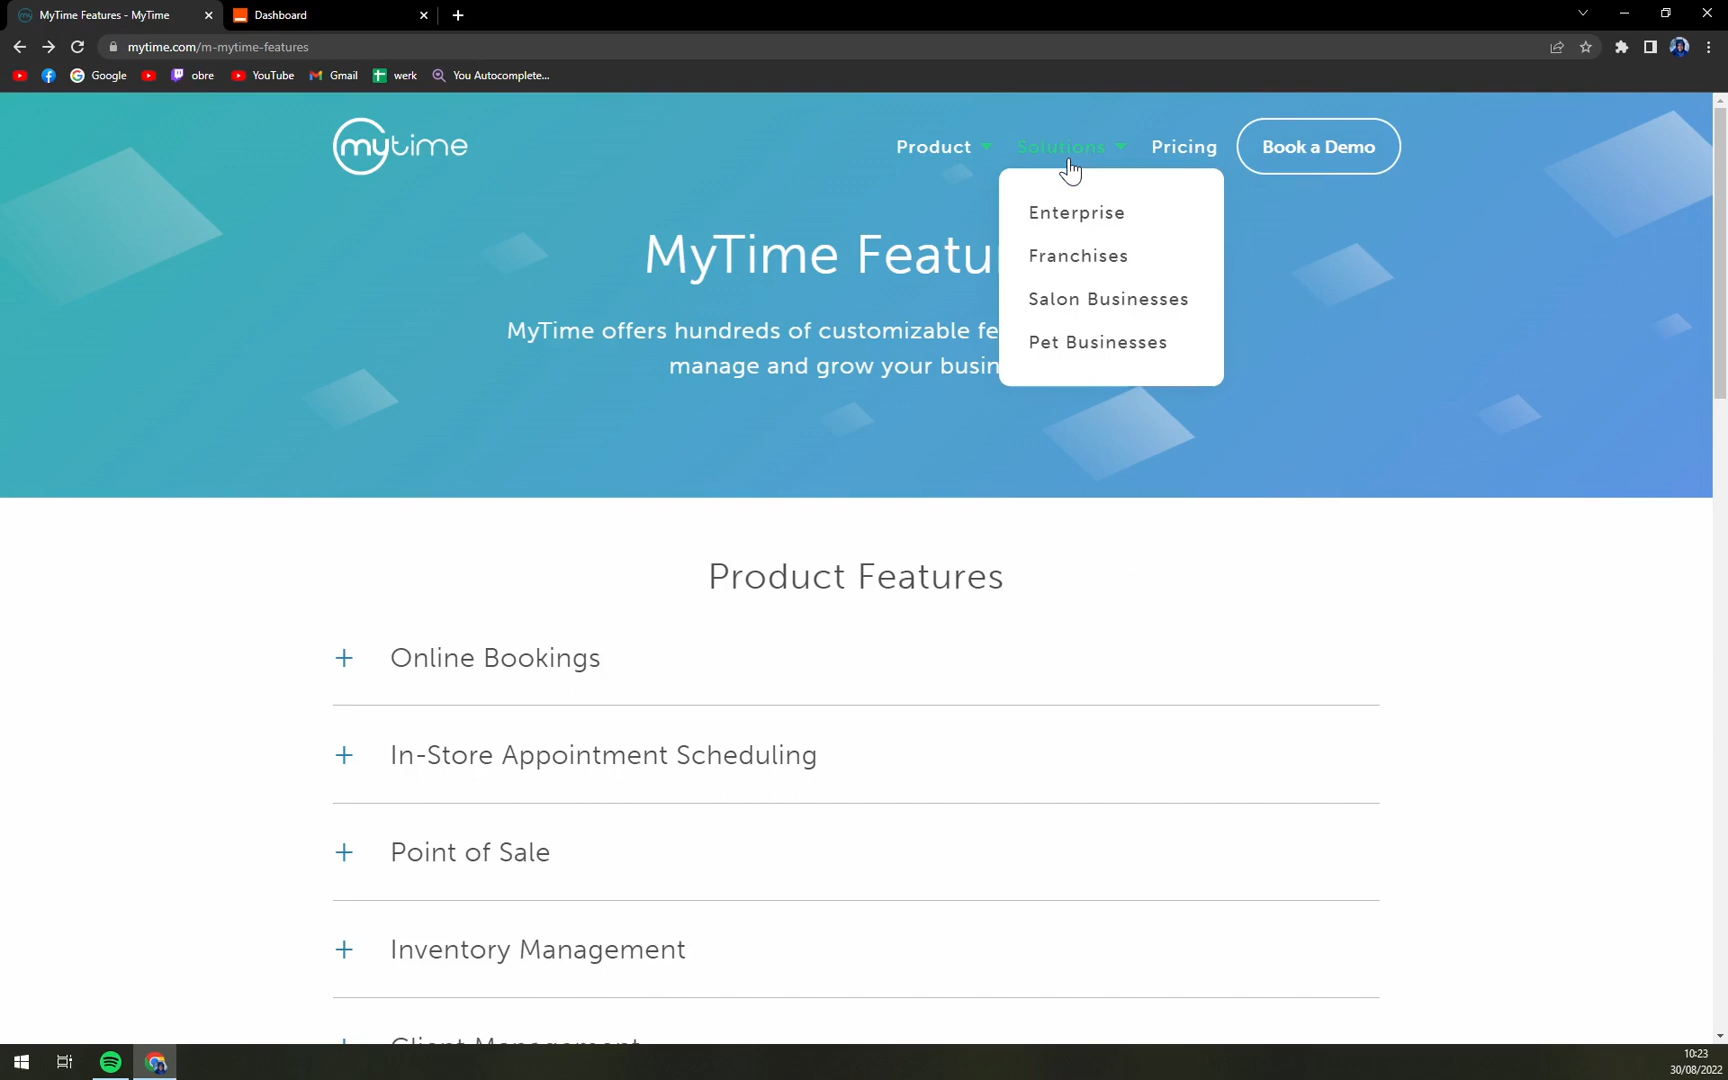 MyTime Features - MyTime
Dashboard
mytime.com/m-mytime-features
Google
obre
YouTube
Gmail
werk
You Autocomplete...
mytime
Product
Solutions
Pricing
Book a Demo
Enterprise
Franchises
Salon Businesses
Pet Businesses
MyTime Featu
MyTime offers hundreds of customizable fe
manage and grow your busin
Product Features
+ Online Bookings
+ In-Store Appointment Scheduling
+ Point of Sale
+ Inventory Management
Client Management
10:23
30/08/2022